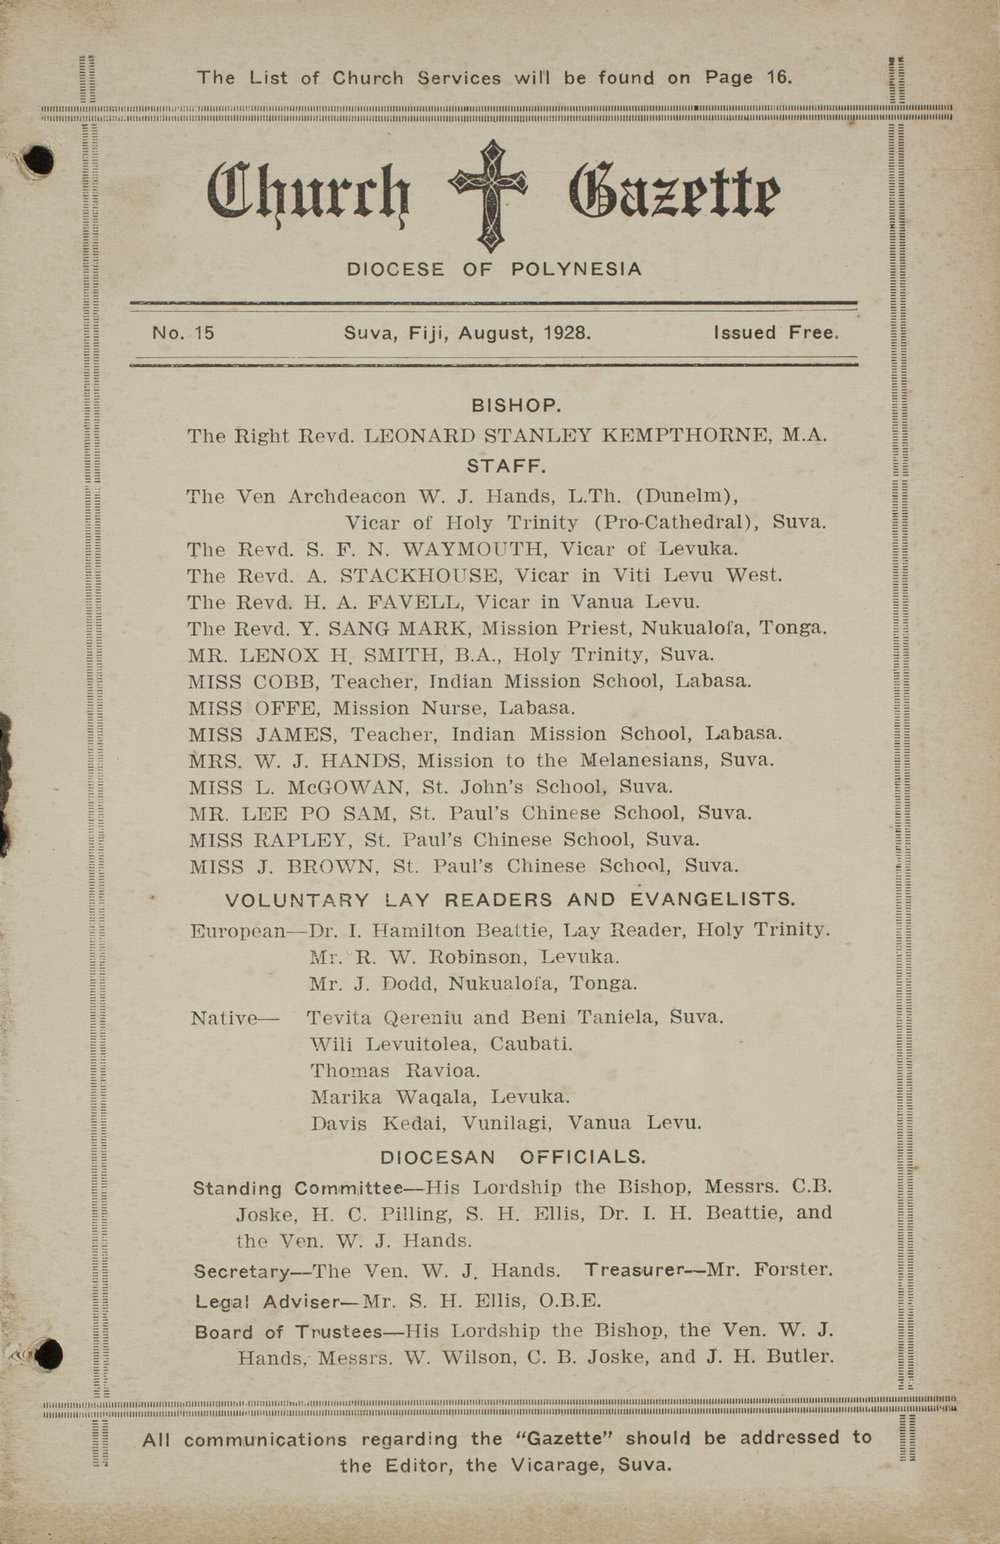 The List of Church Services will be found on Page 16.
Church Gazette
DIOCESE OF POLYNESIA
No. 15 Suva, Fiji, August, 1928. Issued Free.
BISHOP.
The Right Revd. LEONARD STANLEY KEMPTHORNE, M.A.
STAFF.
The Ven Archdeacon W. J. Hands, L.Th. (Dunelm),
Vicar of Holy Trinity (Pro-Cathedral), Suva.
The Revd. S. F. N. WAYMOUTH, Vicar of Levuka.
The Revd. A. STACKHOUSE, Vicar in Viti Levu West.
The Revd. H. A. FAVELL, Vicar in Vanua Levu.
The Revd. Y. SANG MARK, Mission Priest, Nukualofa, Tonga.
MR. LENOX H. SMITH, B.A., Holy Trinity, Suva.
MISS COBB, Teacher, Indian Mission School, Labasa.
MISS OFFE, Mission Nurse, Labasa.
MISS JAMES, Teacher, Indian Mission School, Labasa.
MRS. W. J. HANDS, Mission to the Melanesians, Suva.
MISS L. McGOWAN, St. John's School, Suva.
MR. LEE PO SAM, St. Paul's Chinese School, Suva.
MISS RAPLEY, St. Paul's Chinese School, Suva.
MISS J. BROWN, St. Paul's Chinese School, Suva.
VOLUNTARY LAY READERS AND EVANGELISTS.
European—Dr. I. Hamilton Beattie, Lay Reader, Holy Trinity.
Mr. R. W. Robinson, Levuka.
Mr. J. Dodd, Nukualofa, Tonga.
Native— Tevita Qereniu and Beni Taniela, Suva.
Wili Levuitolea, Caubati.
Thomas Ravioa.
Marika Waqala, Levuka.
Davis Kedai, Vunilagi, Vanua Levu.
DIOCESAN OFFICIALS.
Standing Committee—His Lordship the Bishop, Messrs. C.B.
Joske, H. C. Pilling, S. H. Ellis, Dr. I. H. Beattie, and
the Ven. W. J. Hands.
Secretary—The Ven. W. J. Hands. Treasurer—Mr. Forster.
Legal Adviser—Mr. S. H. Ellis, O.B.E.
Board of Trustees—His Lordship the Bishop, the Ven. W. J.
Hands, Messrs. W. Wilson, C. B. Joske, and J. H. Butler.
All communications regarding the "Gazette" should be addressed to
the Editor, the Vicarage, Suva.